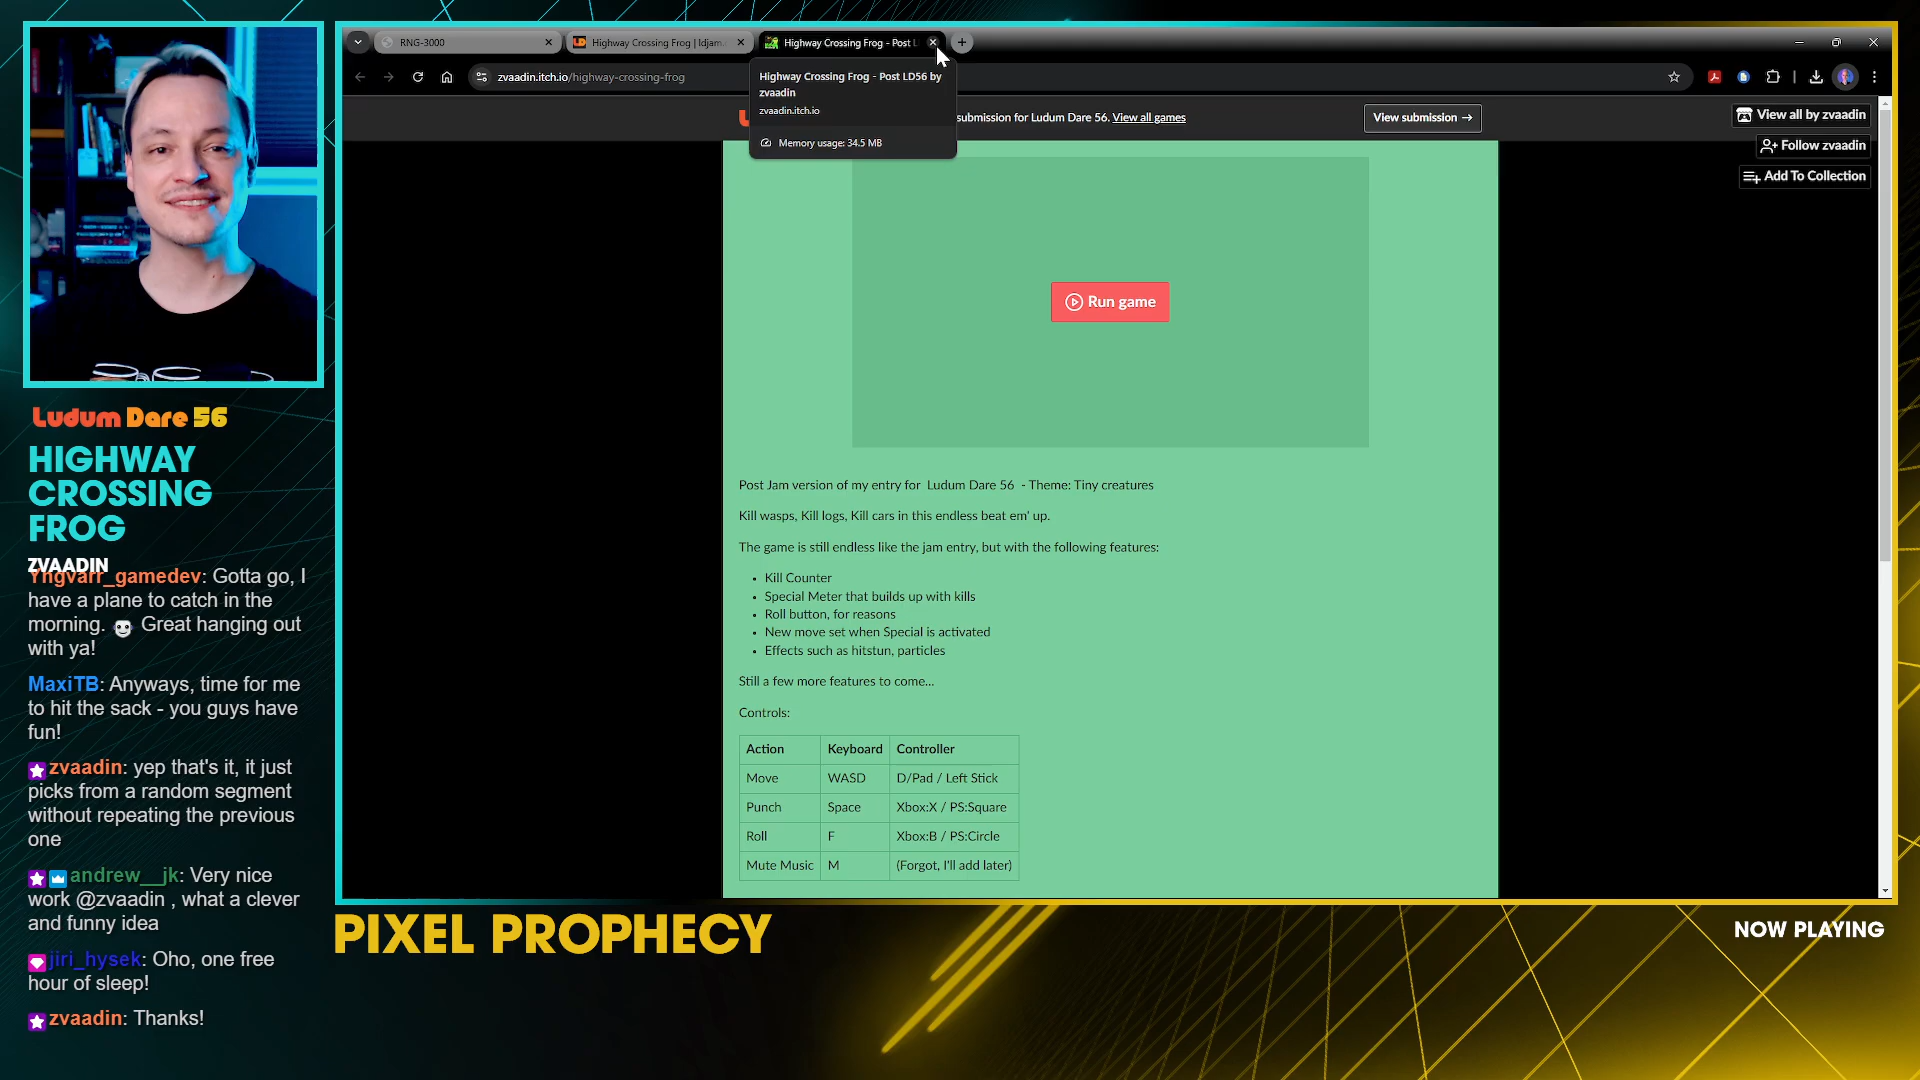 RNG-3000
Highway Crossing Frog | ldjam.
Highway Crossing Frog - Post L
zvaadin.itch.io/highway-crossing-frog
Highway Crossing Frog - Post LD56 by
zvaadin
zvaadin.itch.io
Memory usage: 34.5 MB
submission for Ludum Dare 56. View all games
View submission →
View all by zvaadin
Follow zvaadin
Add To Collection
Run game
Post Jam version of my entry for Ludum Dare 56 - Theme: Tiny creatures
Kill wasps, Kill logs, Kill cars in this endless beat em' up.
The game is still endless like the jam entry, but with the following features:
• Kill Counter
• Special Meter that builds up with kills
• Roll button, for reasons
• New move set when Special is activated
• Effects such as hitstun, particles
Still a few more features to come...
Controls:
Action Keyboard Controller
Move WASD D/Pad / Left Stick
Punch Space Xbox:X / PS:Square
Roll F Xbox:B / PS:Circle
Mute Music M (Forgot, I'll add later)
Ludum Dare 56
HIGHWAY
CROSSING
FROG
ZVAADIN
Yngvarr_gamedev: Gotta go, I
have a plane to catch in the
morning. Great hanging out
with ya!
MaxiTB: Anyways, time for me
to hit the sack - you guys have
fun!
zvaadin: yep that's it, it just
picks from a random segment
without repeating the previous
one
andrew__jk: Very nice
work @zvaadin , what a clever
and funny idea
jiri_hysek: Oho, one free
hour of sleep!
zvaadin: Thanks!
PIXEL PROPHECY
NOW PLAYING